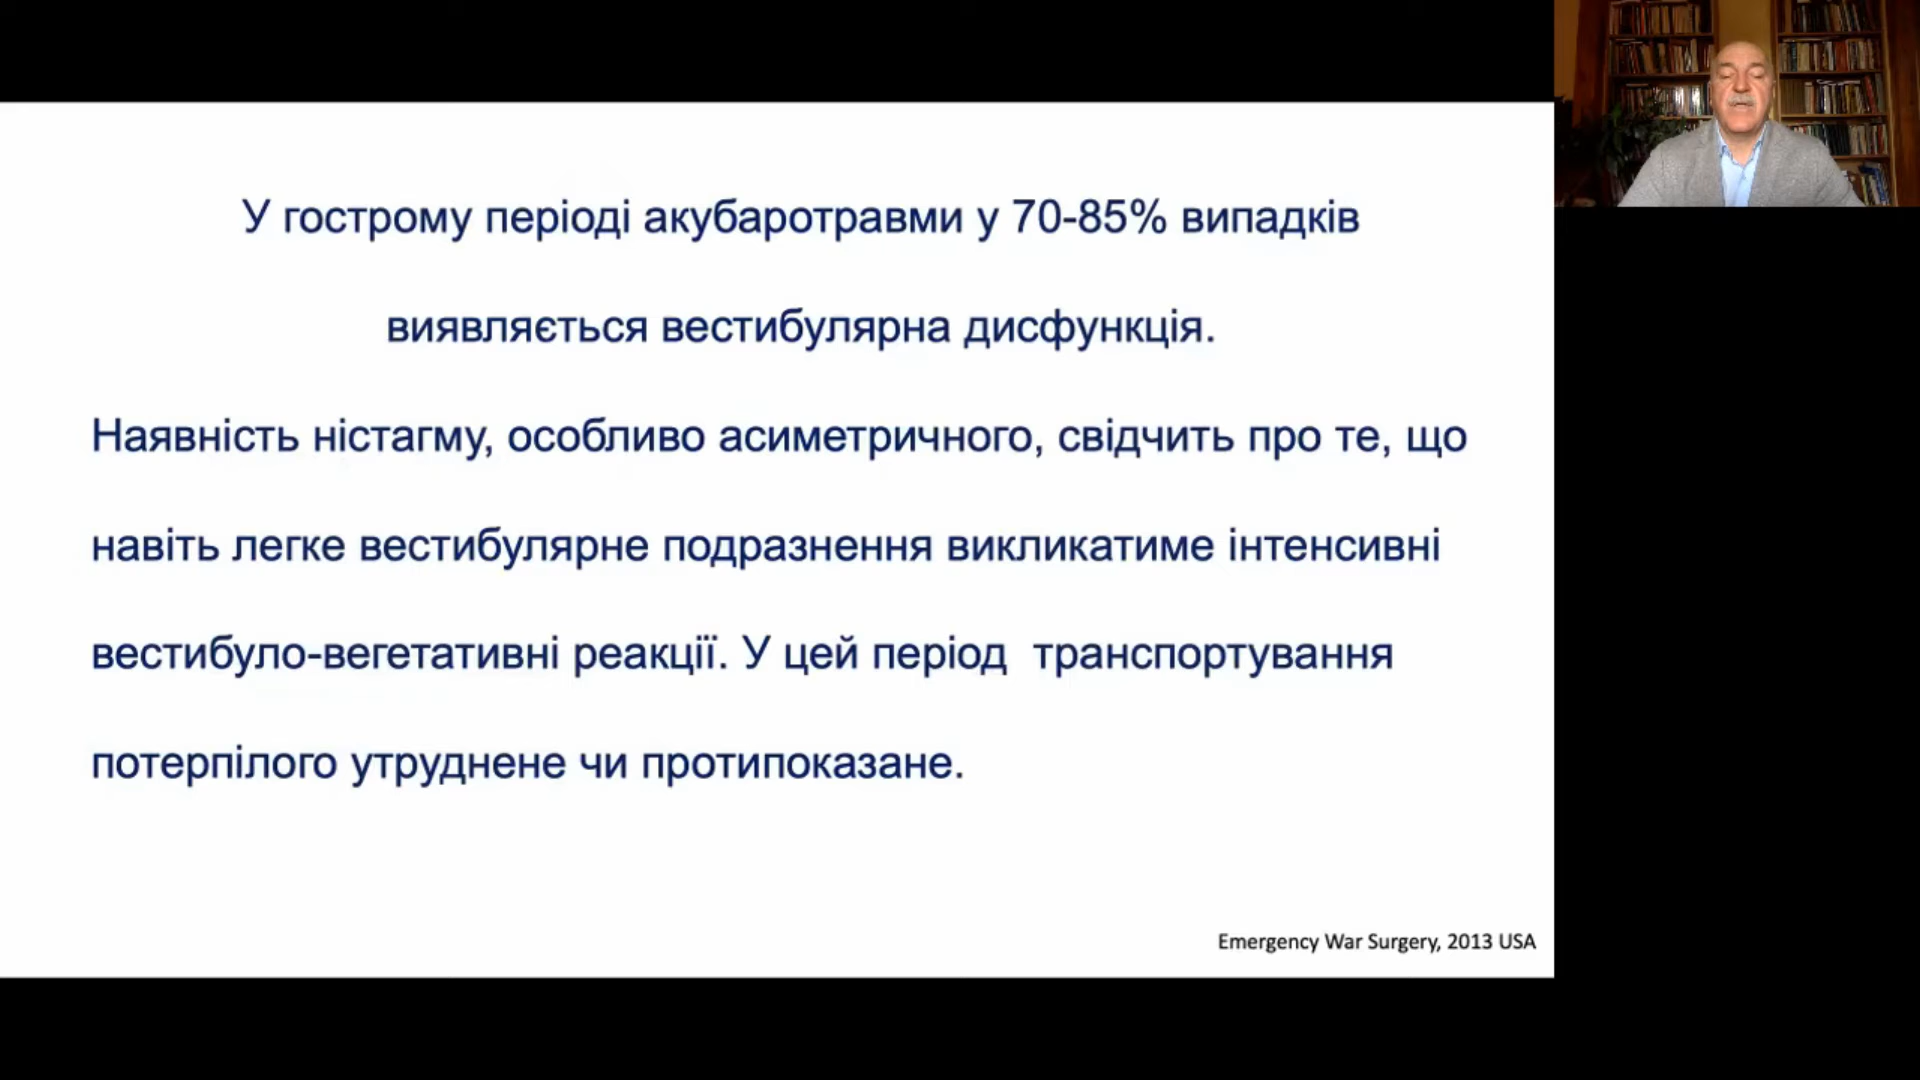 У гострому періоді акубаротравми у 70-85% випадків
виявляється вестибулярна дисфункція.
Наявність ністагму, особливо асиметричного, свідчить про те, що
навіть легке вестибулярне подразнення викликатиме інтенсивні
вестибуло-вегетативні реакції. У цей період транспортування
потерпілого утруднене чи протипоказане.
Emergency War Surgery, 2013 USA